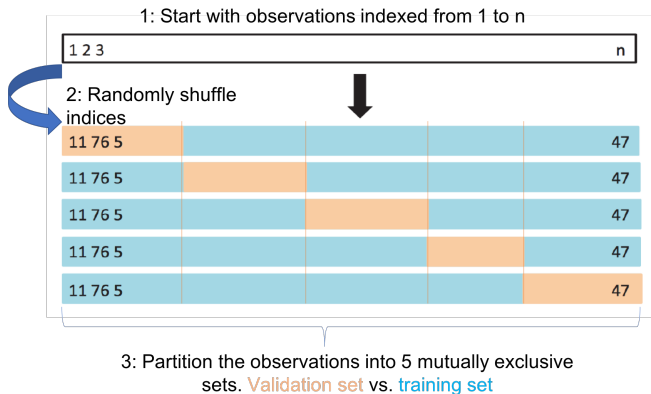 1: Start with observations indexed from 1 to n
1 2 3 n
2: Randomly shuffle
indices
11 76 5 47
11 76 5 47
11 76 5 47
11 76 5 47
11 76 5 47
3: Partition the observations into 5 mutually exclusive
sets. Validation set vs. training set